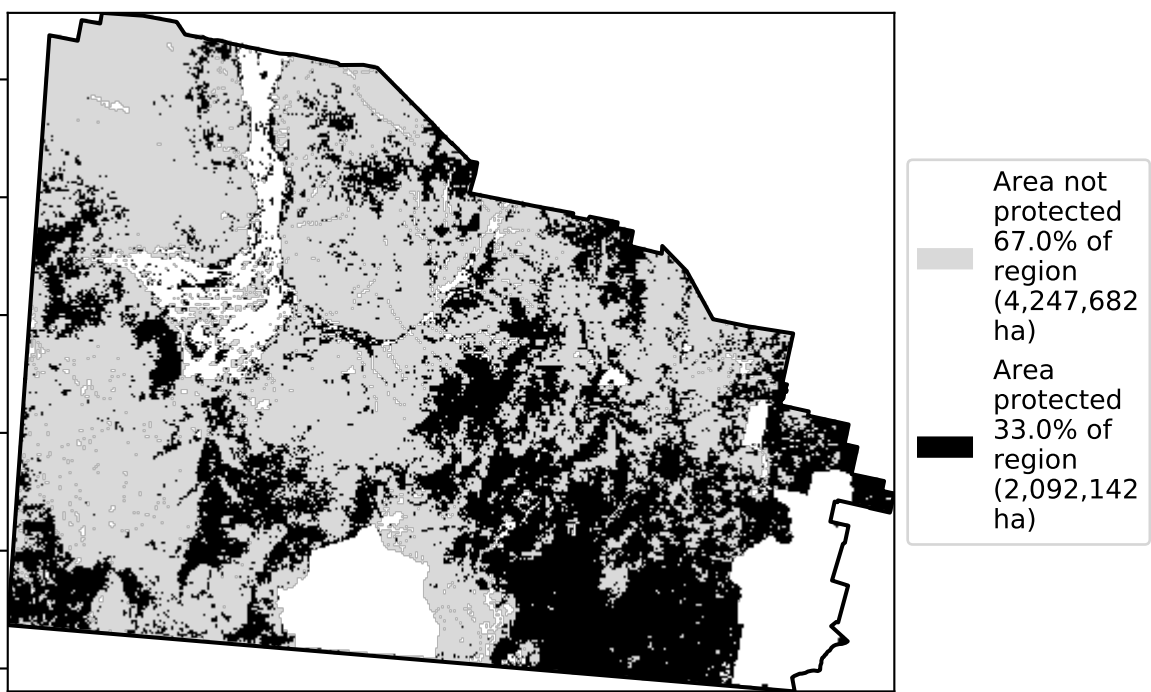 Area not
protected
67.0% of
region
(4,247,682
ha)
Area
protected
33.0% of
region
(2,092,142
ha)